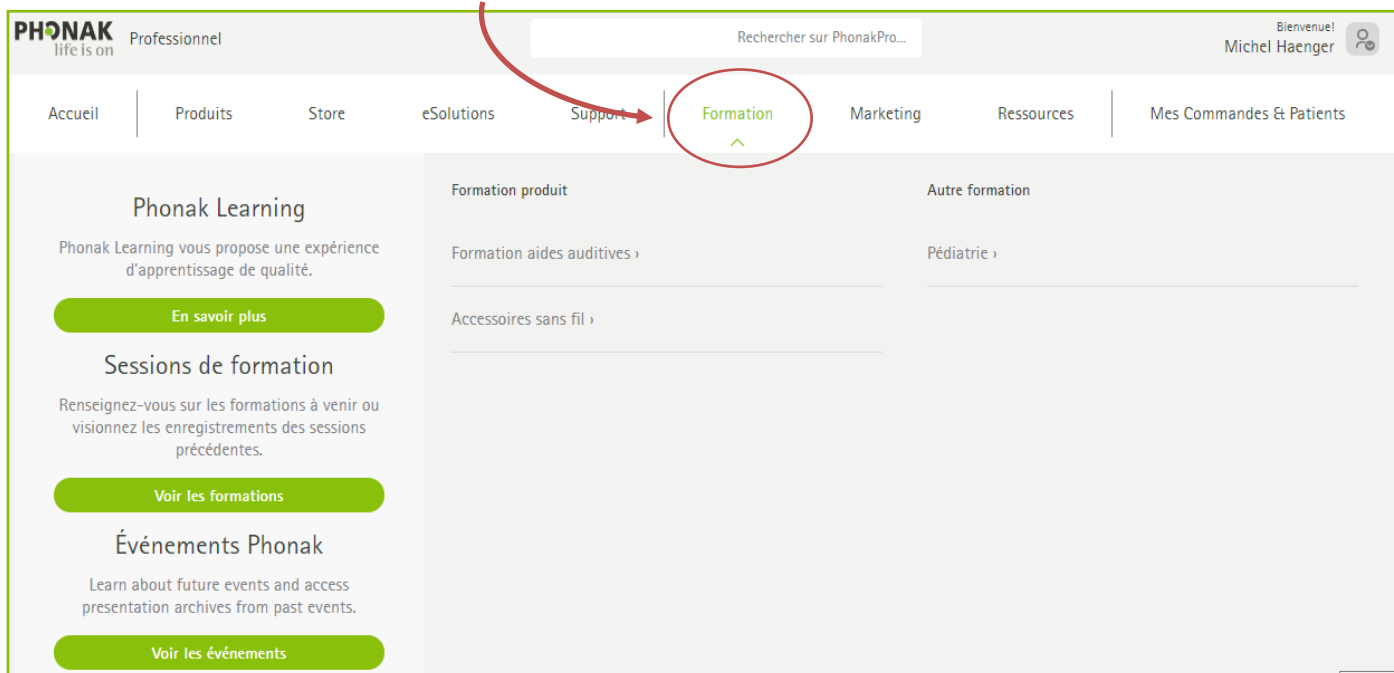 PHONAK
life is on
Professionnel
Rechercher sur PhonakPro...
Bienvenue!
Michel Haenger
Accueil
Produits
Store
eSolutions
Support
Formation
Marketing
Ressources
Mes Commandes & Patients
Phonak Learning
Phonak Learning vous propose une expérience
d'apprentissage de qualité.
En savoir plus
Sessions de formation
Renseignez-vous sur les formations à venir ou
visionnez les enregistrements des sessions
précédentes.
Voir les formations
Événements Phonak
Learn about future events and access
presentation archives from past events.
Voir les événements
Formation produit
Formation aides auditives ›
Accessoires sans fil ›
Autre formation
Pédiatrie ›